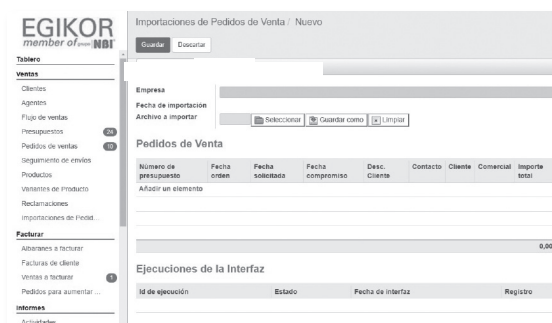 EGIKOR
member of NBI
Tablero
Ventas
Clientes
Agentes
Flujo de ventas
Presupuestos 24
Pedidos de ventas 10
Seguimiento de envíos
Productos
Variantes de Producto
Reclamaciones
Importaciones de Pedid...
Facturar
Albaranes a facturar
Facturas de cliente
Ventas a facturar 1
Pedidos para aumentar ...
Informes
Actividades
Importaciones de Pedidos de Venta / Nuevo
Guardar Descartar
Empresa
Fecha de importación
Archivo a importar Seleccionar Guardar como Limpiar
Pedidos de Venta
Número de presupuesto Fecha orden Fecha solicitada Fecha compromiso Desc. Cliente Contacto Cliente Comercial Importe total
Añadir un elemento
0,00
Ejecuciones de la Interfaz
Id de ejecución Estado Fecha de interfaz Registro